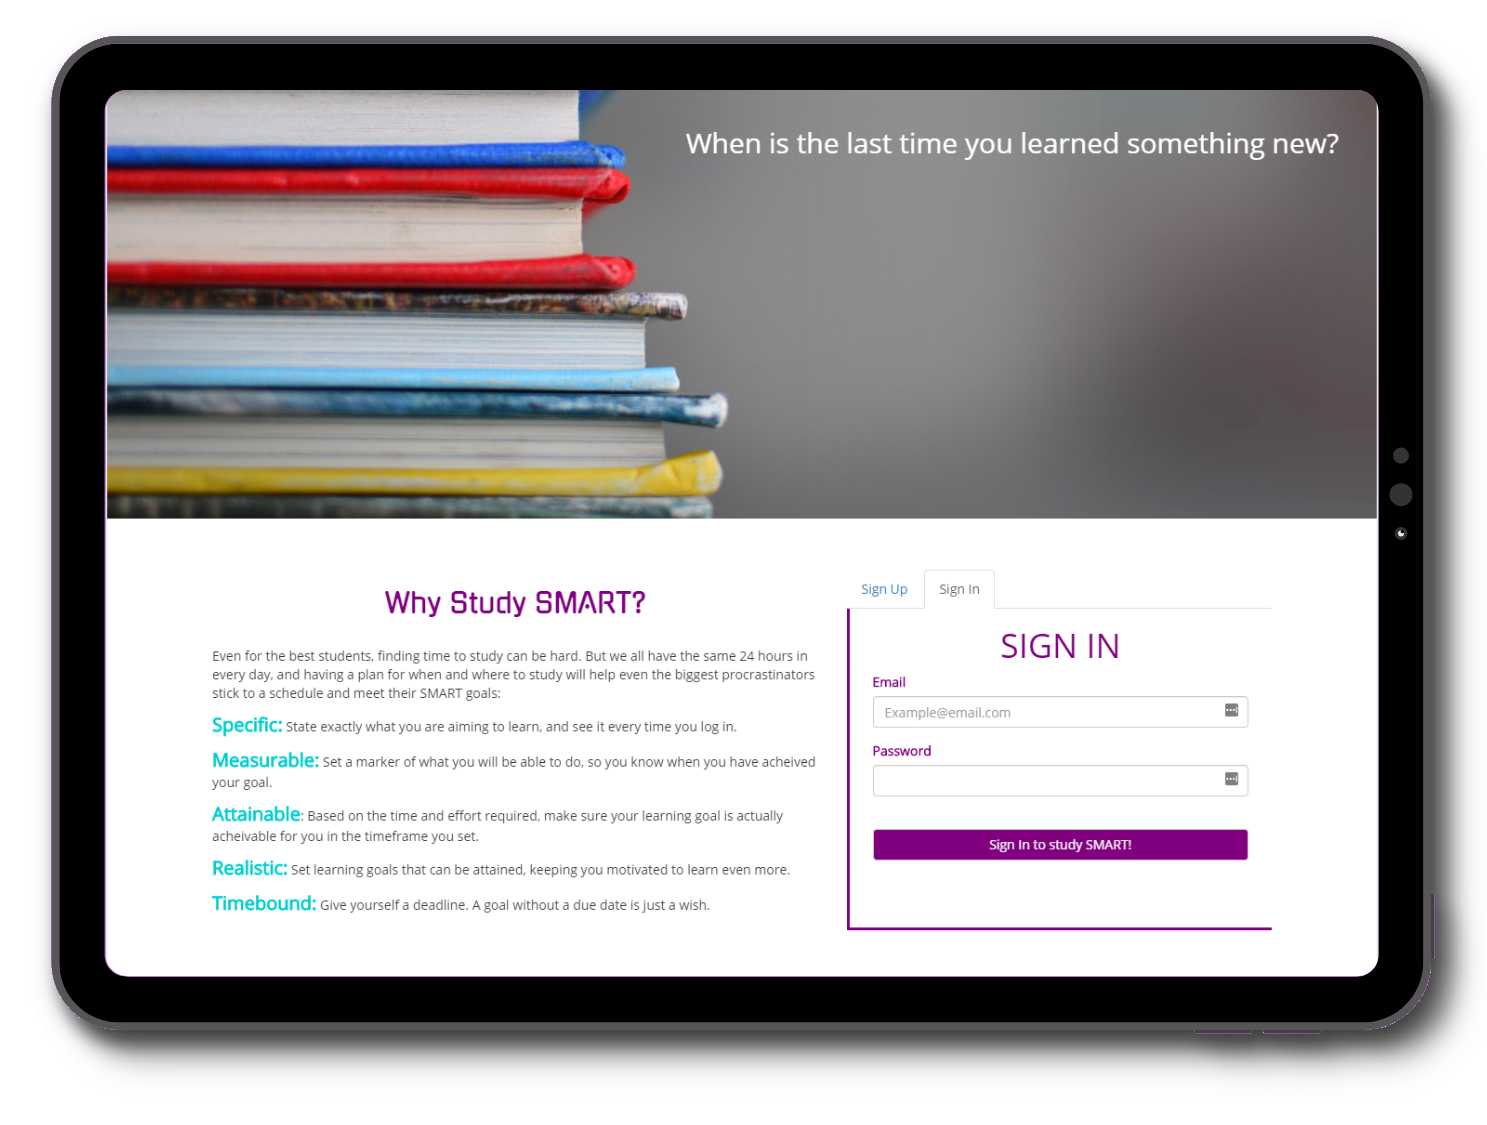 When is the last time you learned something new?
Why Study SMART?
Even for the best students, finding time to study can be hard. But we all have the same 24 hours in
every day, and having a plan for when and where to study will help even the biggest procrastinators
stick to a schedule and meet their SMART goals:
Specific: State exactly what you are aiming to learn, and see it every time you log in.
Measurable: Set a marker of what you will be able to do, so you know when you have acheived
your goal.
Attainable: Based on the time and effort required, make sure your learning goal is actually
acheivable for you in the timeframe you set.
Realistic: Set learning goals that can be attained, keeping you motivated to learn even more.
Timebound: Give yourself a deadline. A goal without a due date is just a wish.
Sign Up
Sign In
SIGN IN
Email
Example@email.com
Password
Sign In to study SMART!